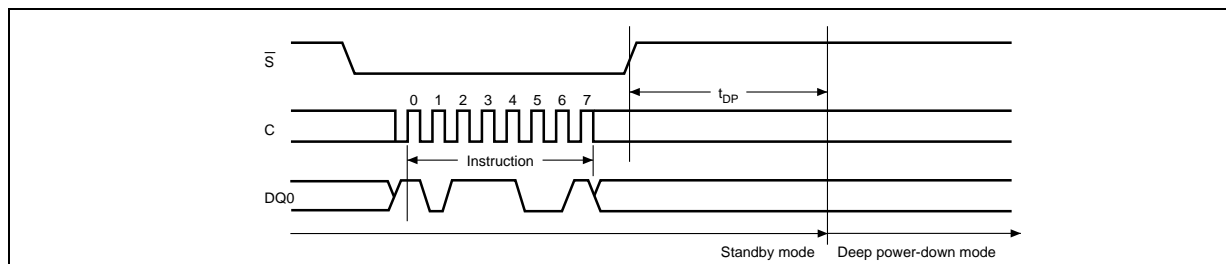 S̅
t_DP
0 1 2 3 4 5 6 7
C
Instruction
DQ0
Standby mode
Deep power-down mode